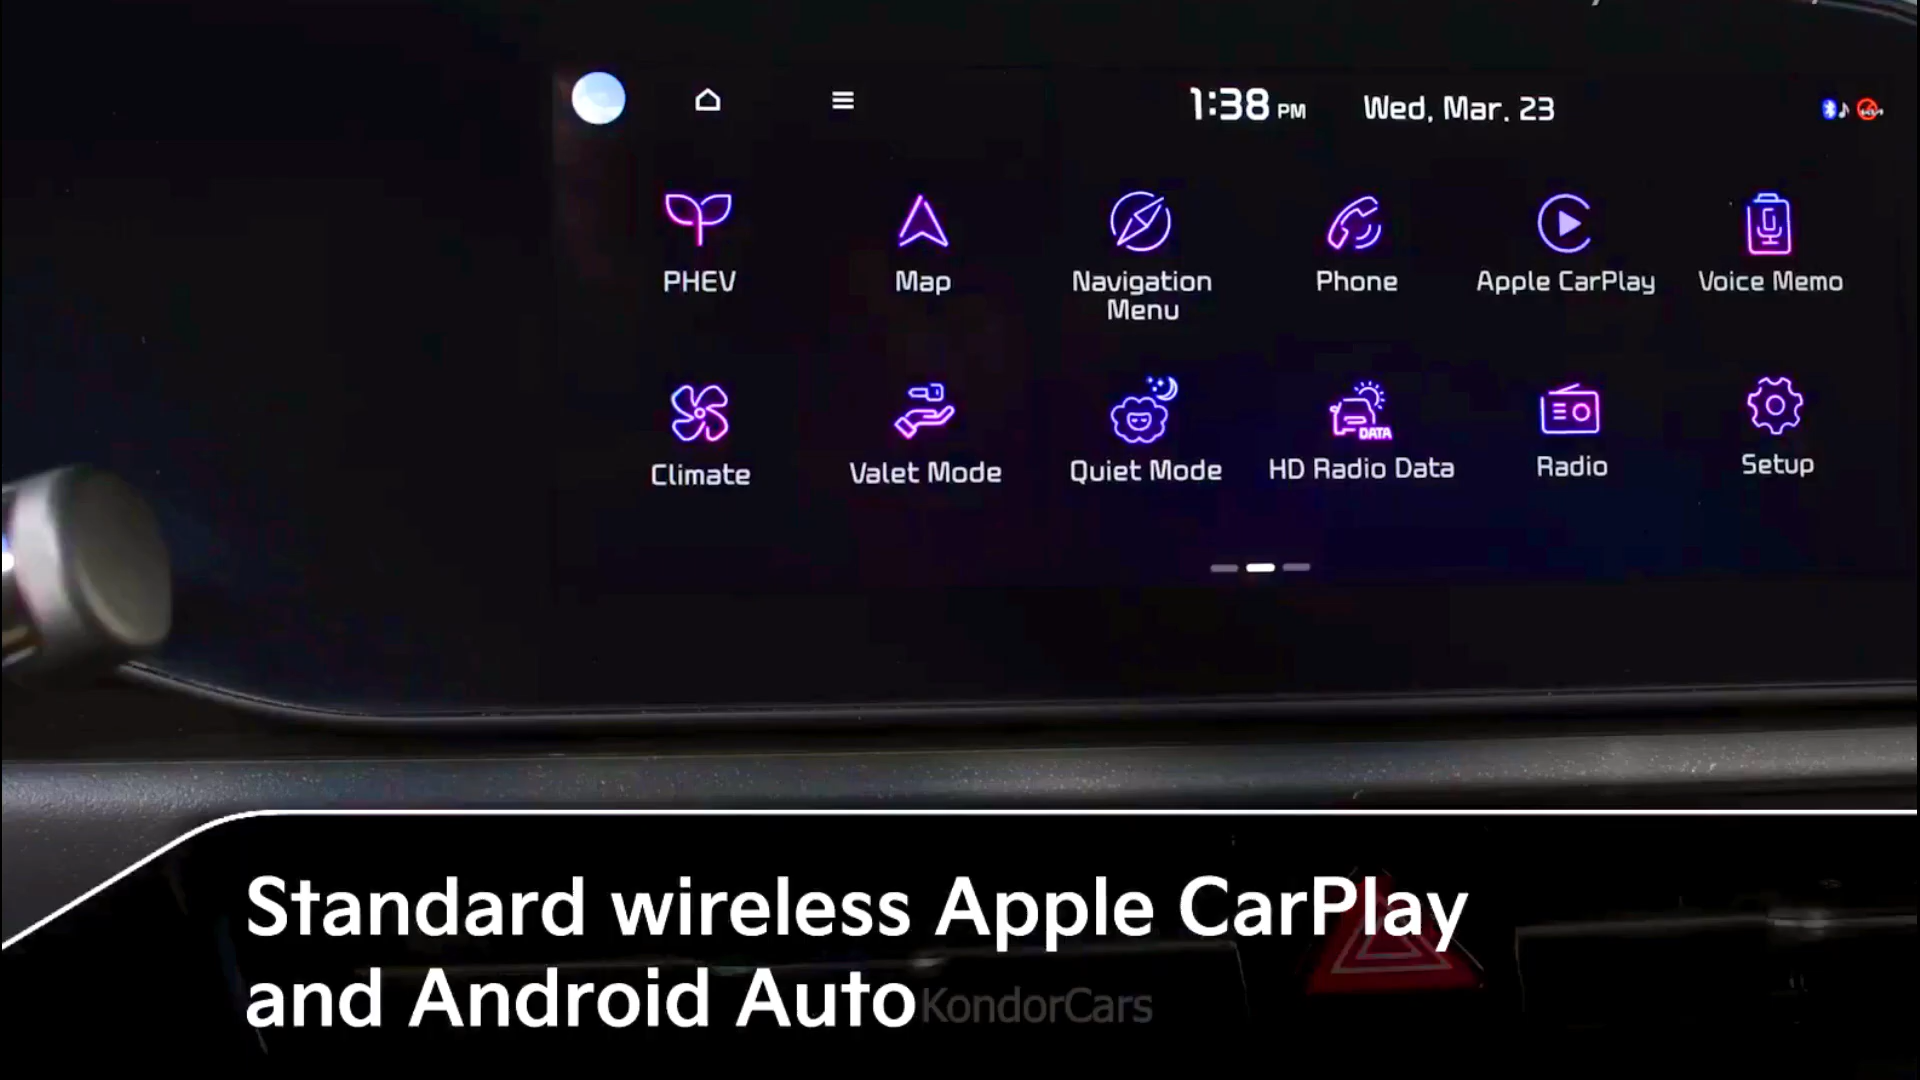 1:38 PM Wed, Mar. 23
PHEV
Map
Navigation
Menu
Phone
Apple CarPlay
Voice Memo
Climate
Valet Mode
Quiet Mode
DATA
HD Radio Data
Radio
Setup
Standard wireless Apple CarPlay
and Android Auto
KondorCars